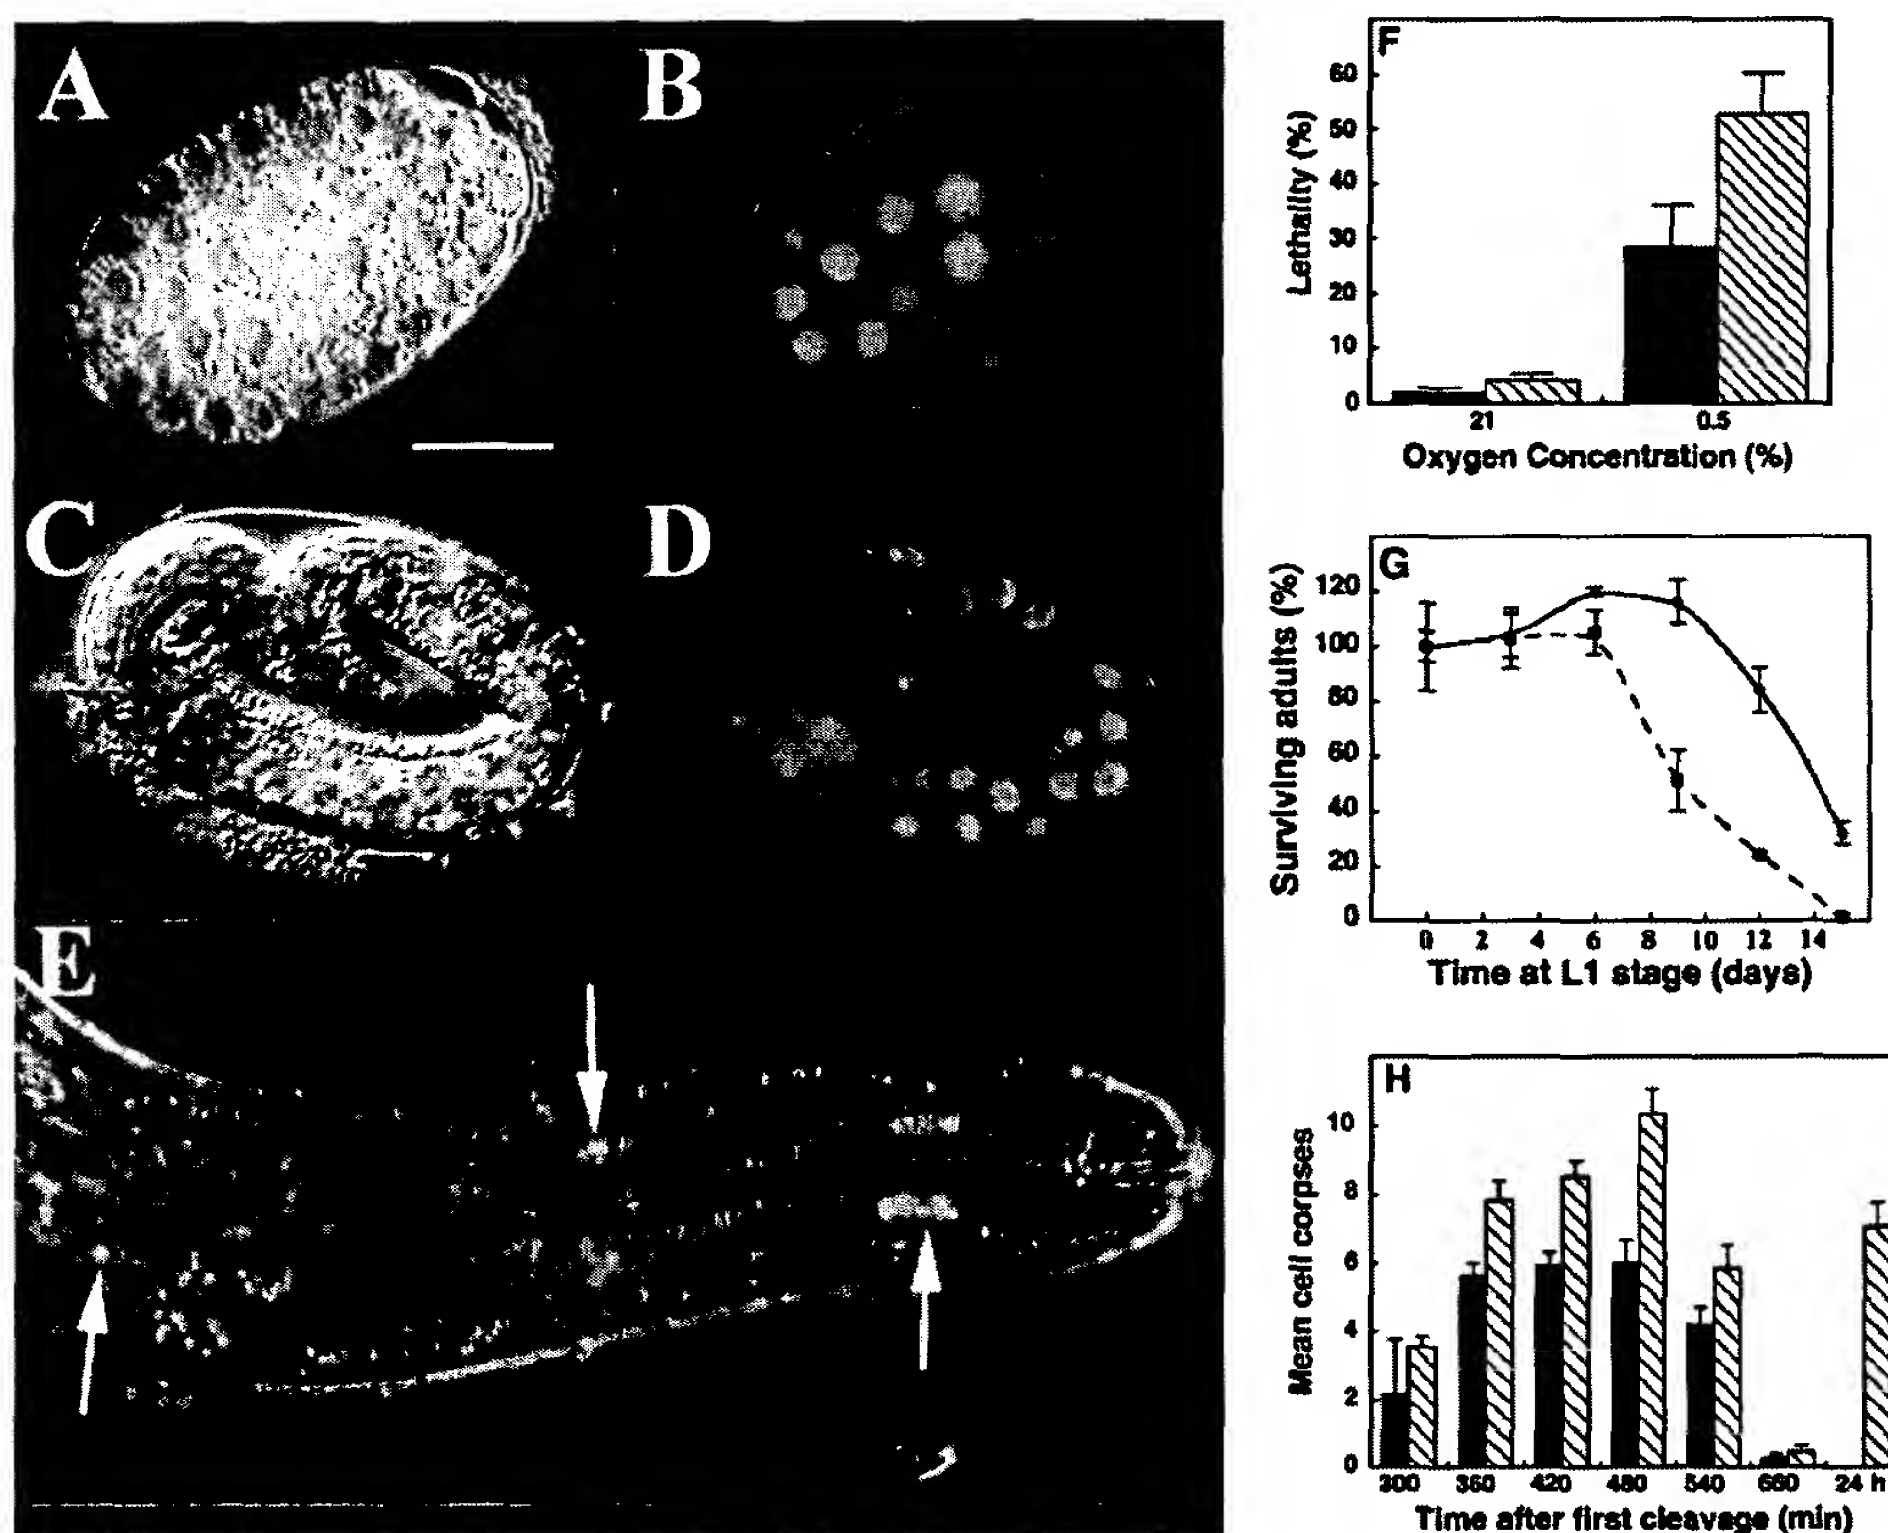 A
B
C
D
E
F
60
50
40
30
20
10
0
Lethality (%)
21
0.5
Oxygen Concentration (%)
G
120
100
80
60
40
20
0
Surviving adults (%)
0 2 4 6 8 10 12 14
Time at L1 stage (days)
H
10
8
6
4
2
0
Mean cell corpses
300 360 420 480 540 660 24 h
Time after first cleavage (min)